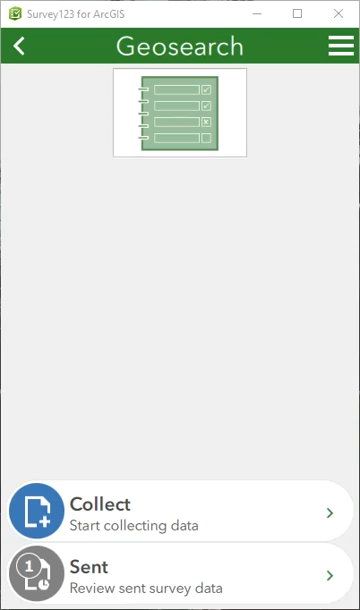 Survey123 for ArcGIS
Geosearch
Collect
Start collecting data
1
Sent
Review sent survey data